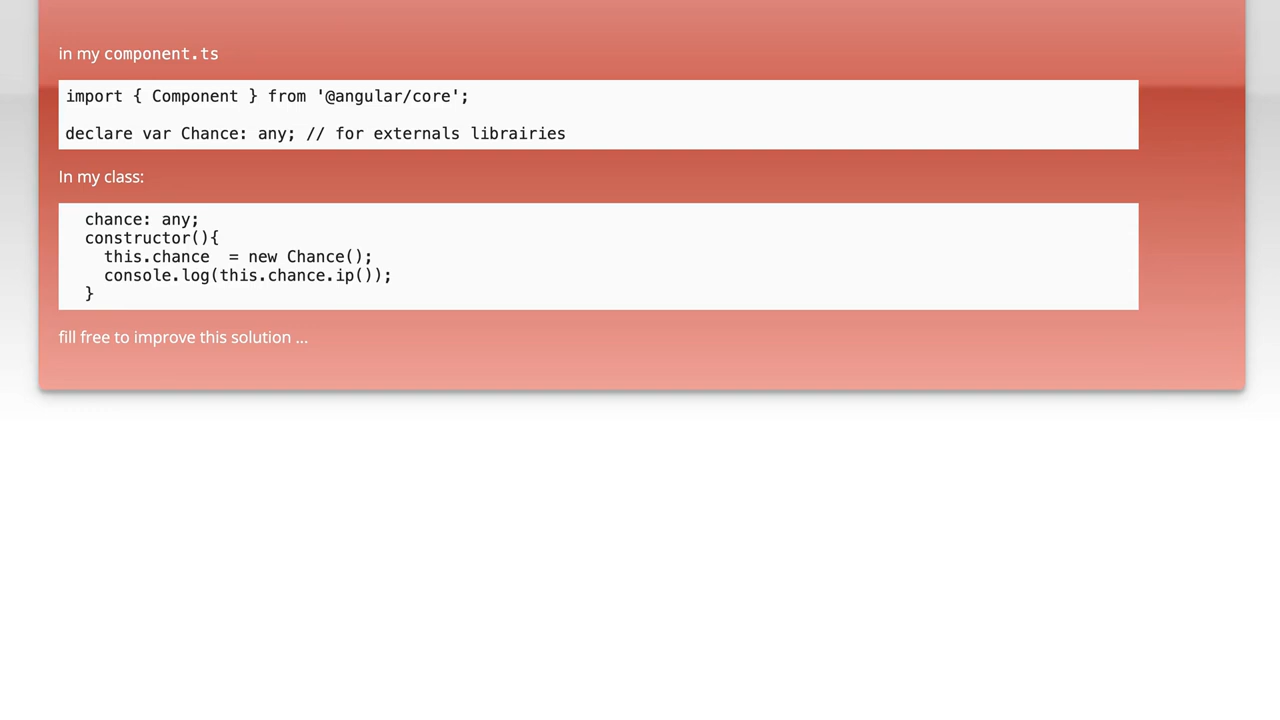 in my component.ts
import { Component } from '@angular/core';
declare var Chance: any; // for externals librairies
In my class:
chance: any;
constructor(){
this.chance  = new Chance();
console.log(this.chance.ip());
}
fill free to improve this solution ...